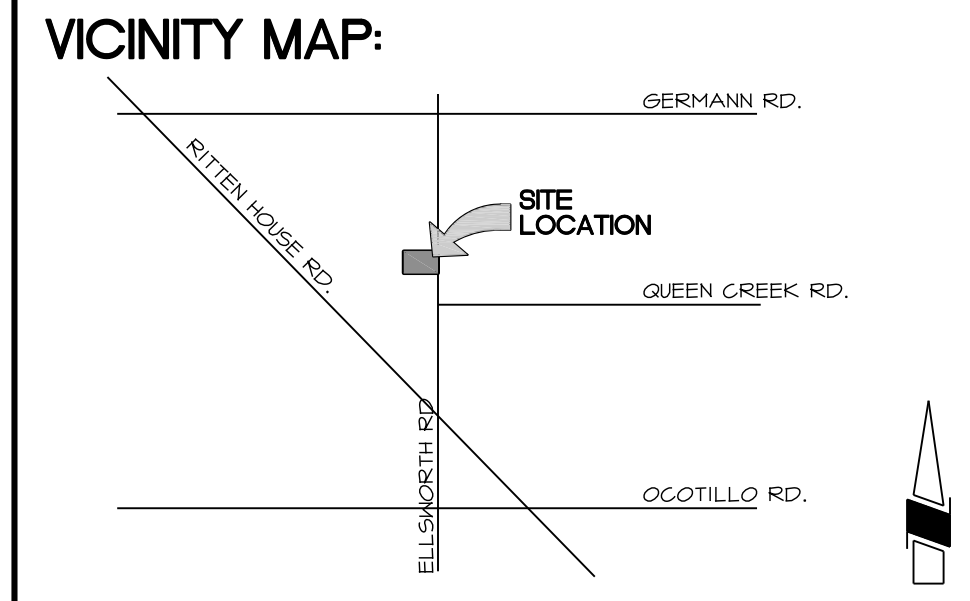 VICINITY MAP:
GERMANN RD.
RITTEN HOUSE RD.
SITE
LOCATION
QUEEN CREEK RD.
ELLSWORTH RD
OCOTILLO RD.